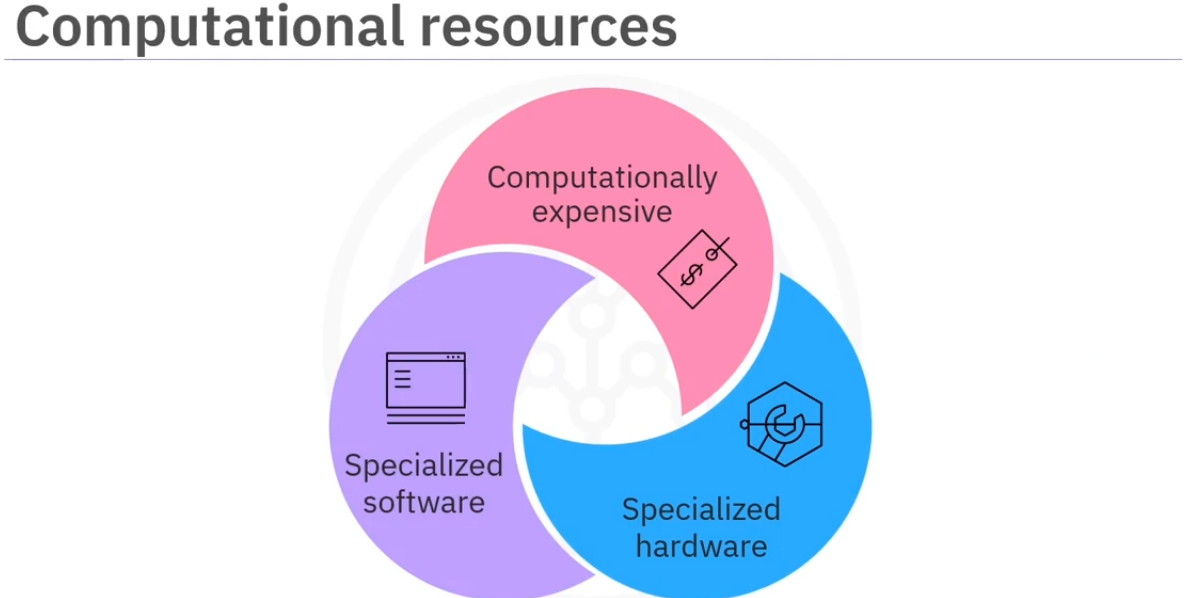 Computational resources
Computationally
expensive
$
Specialized
software
Specialized
hardware